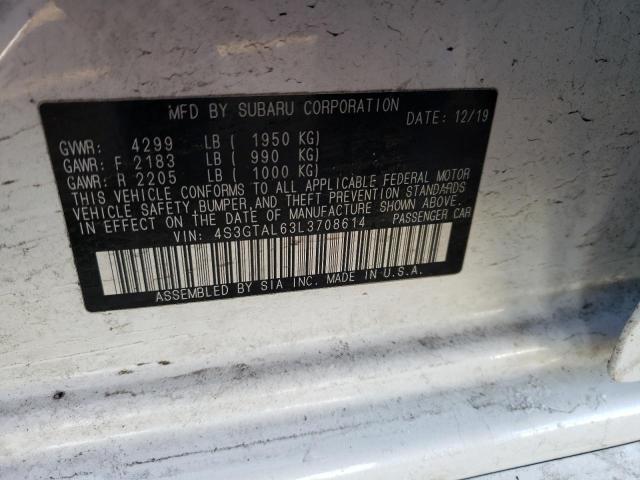 MFD BY SUBARU CORPORATION DATE: 12/19
GVWR: 4299 LB ( 1950 KG)
GAWR: F 2183 LB ( 990 KG)
GAWR: R 2205 LB ( 1000 KG)
THIS VEHICLE CONFORMS TO ALL APPLICABLE FEDERAL MOTOR
VEHICLE SAFETY, BUMPER, AND THEFT PREVENTION STANDARDS
IN EFFECT ON THE DATE OF MANUFACTURE SHOWN ABOVE.
VIN: 4S3GTAL63L3708614 PASSENGER CAR
ASSEMBLED BY SIA INC. MADE IN U.S.A.